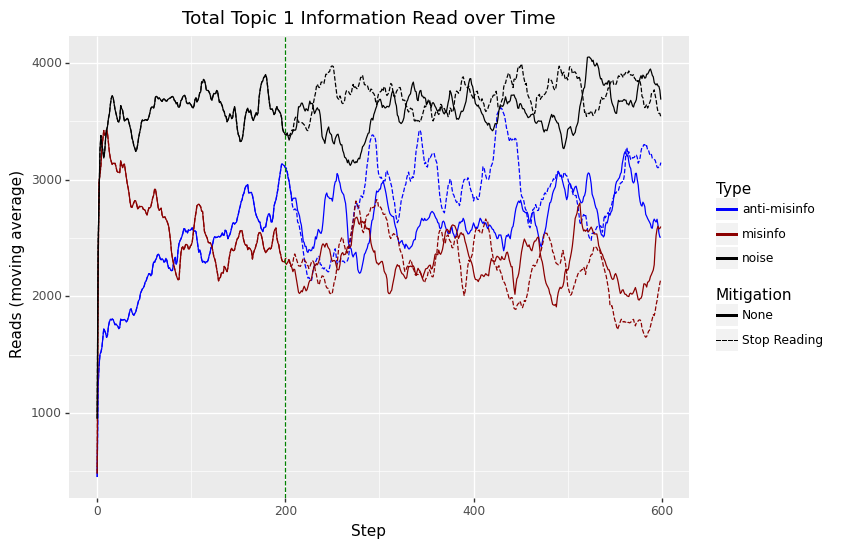 Total Topic 1 Information Read over Time
Reads (moving average)
4000
3000
2000
1000
0
200
400
600
Step
Type
anti-misinfo
misinfo
noise
Mitigation
None
Stop Reading